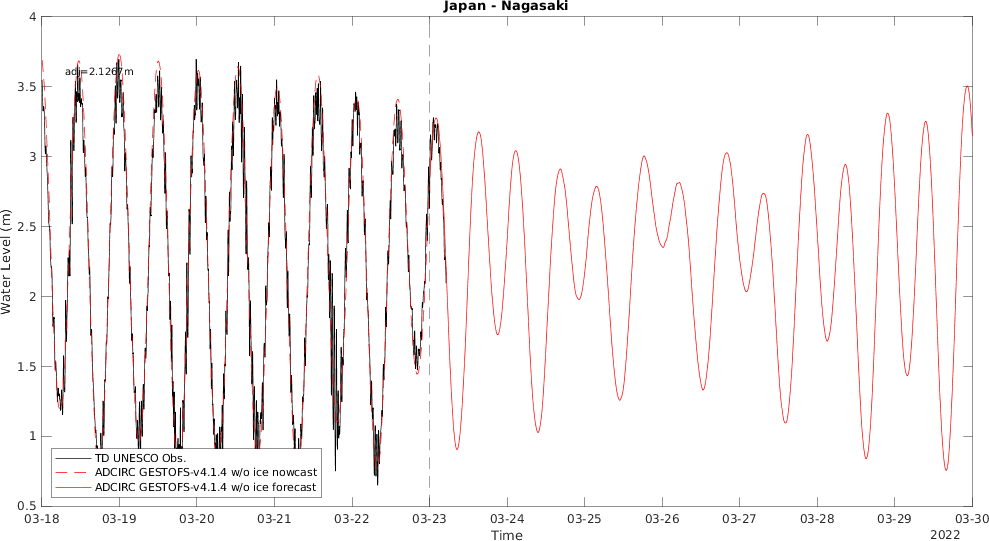 Japan - Nagasaki
Water Level (m)
4
3.5
3
2.5
2
1.5
1
0.5
adj=2.1267m
TD UNESCO Obs.
ADCIRC GESTOFS-v4.1.4 w/o ice nowcast
ADCIRC GESTOFS-v4.1.4 w/o ice forecast
03-18 03-19 03-20 03-21 03-22 03-23 03-24 03-25 03-26 03-27 03-28 03-29 03-30
Time
2022